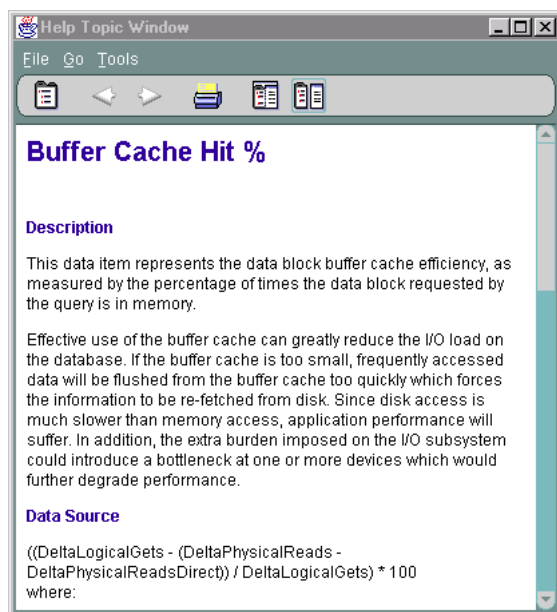 Help Topic Window
File Go Tools
Buffer Cache Hit %
Description
This data item represents the data block buffer cache efficiency, as
measured by the percentage of times the data block requested by
the query is in memory.
Effective use of the buffer cache can greatly reduce the I/O load on
the database. If the buffer cache is too small, frequently accessed
data will be flushed from the buffer cache too quickly which forces
the information to be re-fetched from disk. Since disk access is
much slower than memory access, application performance will
suffer. In addition, the extra burden imposed on the I/O subsystem
could introduce a bottleneck at one or more devices which would
further degrade performance.
Data Source
((DeltaLogicalGets - (DeltaPhysicalReads -
DeltaPhysicalReadsDirect)) / DeltaLogicalGets) * 100
where: